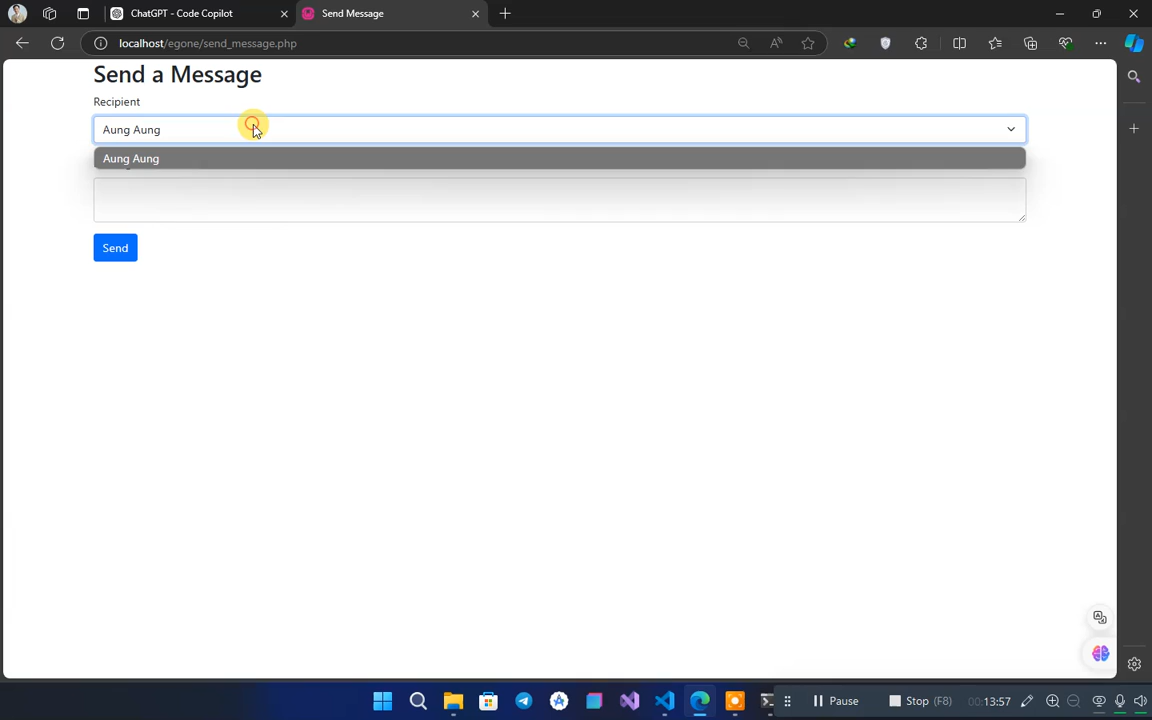 ChatGPT - Code Copilot
Send Message
localhost/egone/send_message.php
Send a Message
Recipient
Aung Aung
Aung Aung
Send
Pause
Stop (F8)
00:13:57